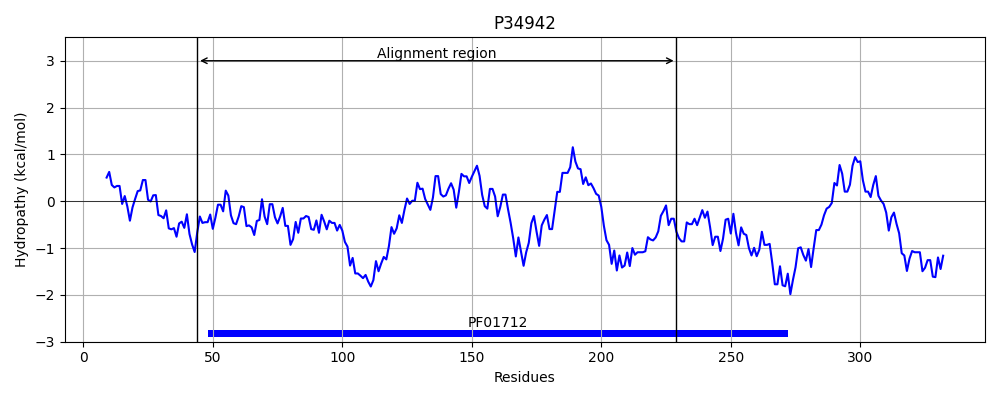 P34942
Alignment region
PF01712
Hydropathy (kcal/mol)
3
2
1
0
−1
−2
−3
0 50 100 150 200 250 300
Residues